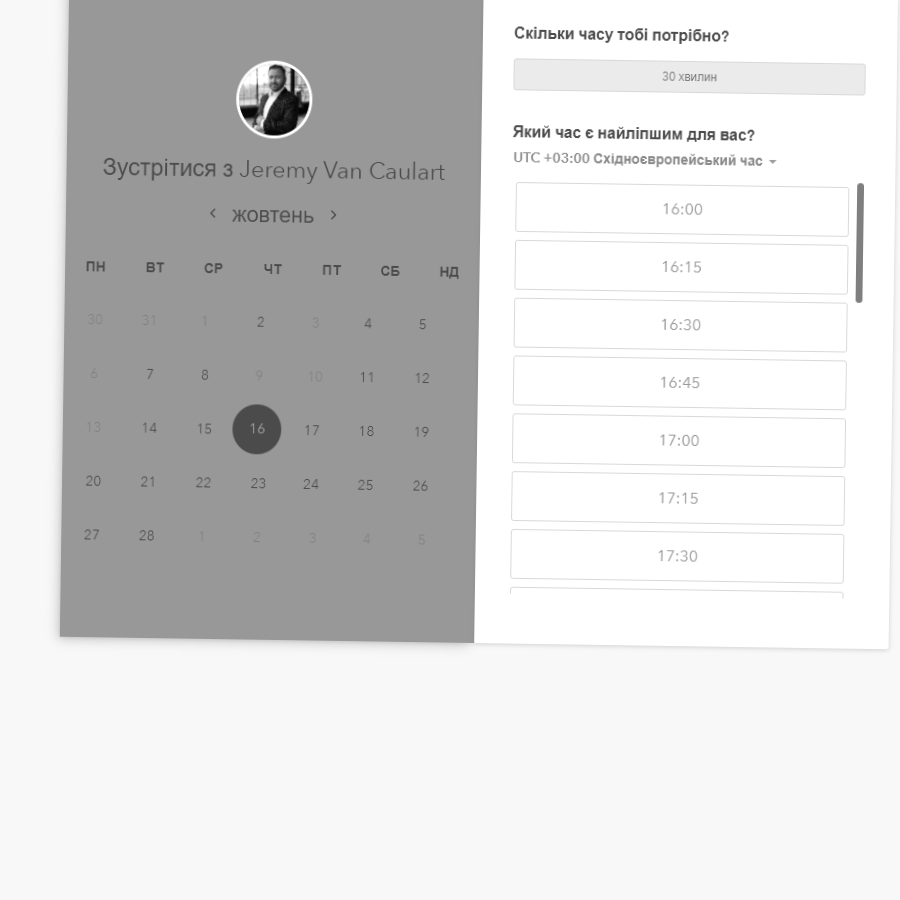 Зустрітися з Jeremy Van Caulart
жовтень
ПН ВТ СР ЧТ ПТ СБ НД
30 31 1 2 3 4 5
6 7 8 9 10 11 12
13 14 15 16 17 18 19
20 21 22 23 24 25 26
27 28 1 2 3 4 5
Скільки часу тобі потрібно?
30 хвилин
Який час є найліпшим для вас?
UTC +03:00 Східноєвропейський час
16:00
16:15
16:30
16:45
17:00
17:15
17:30